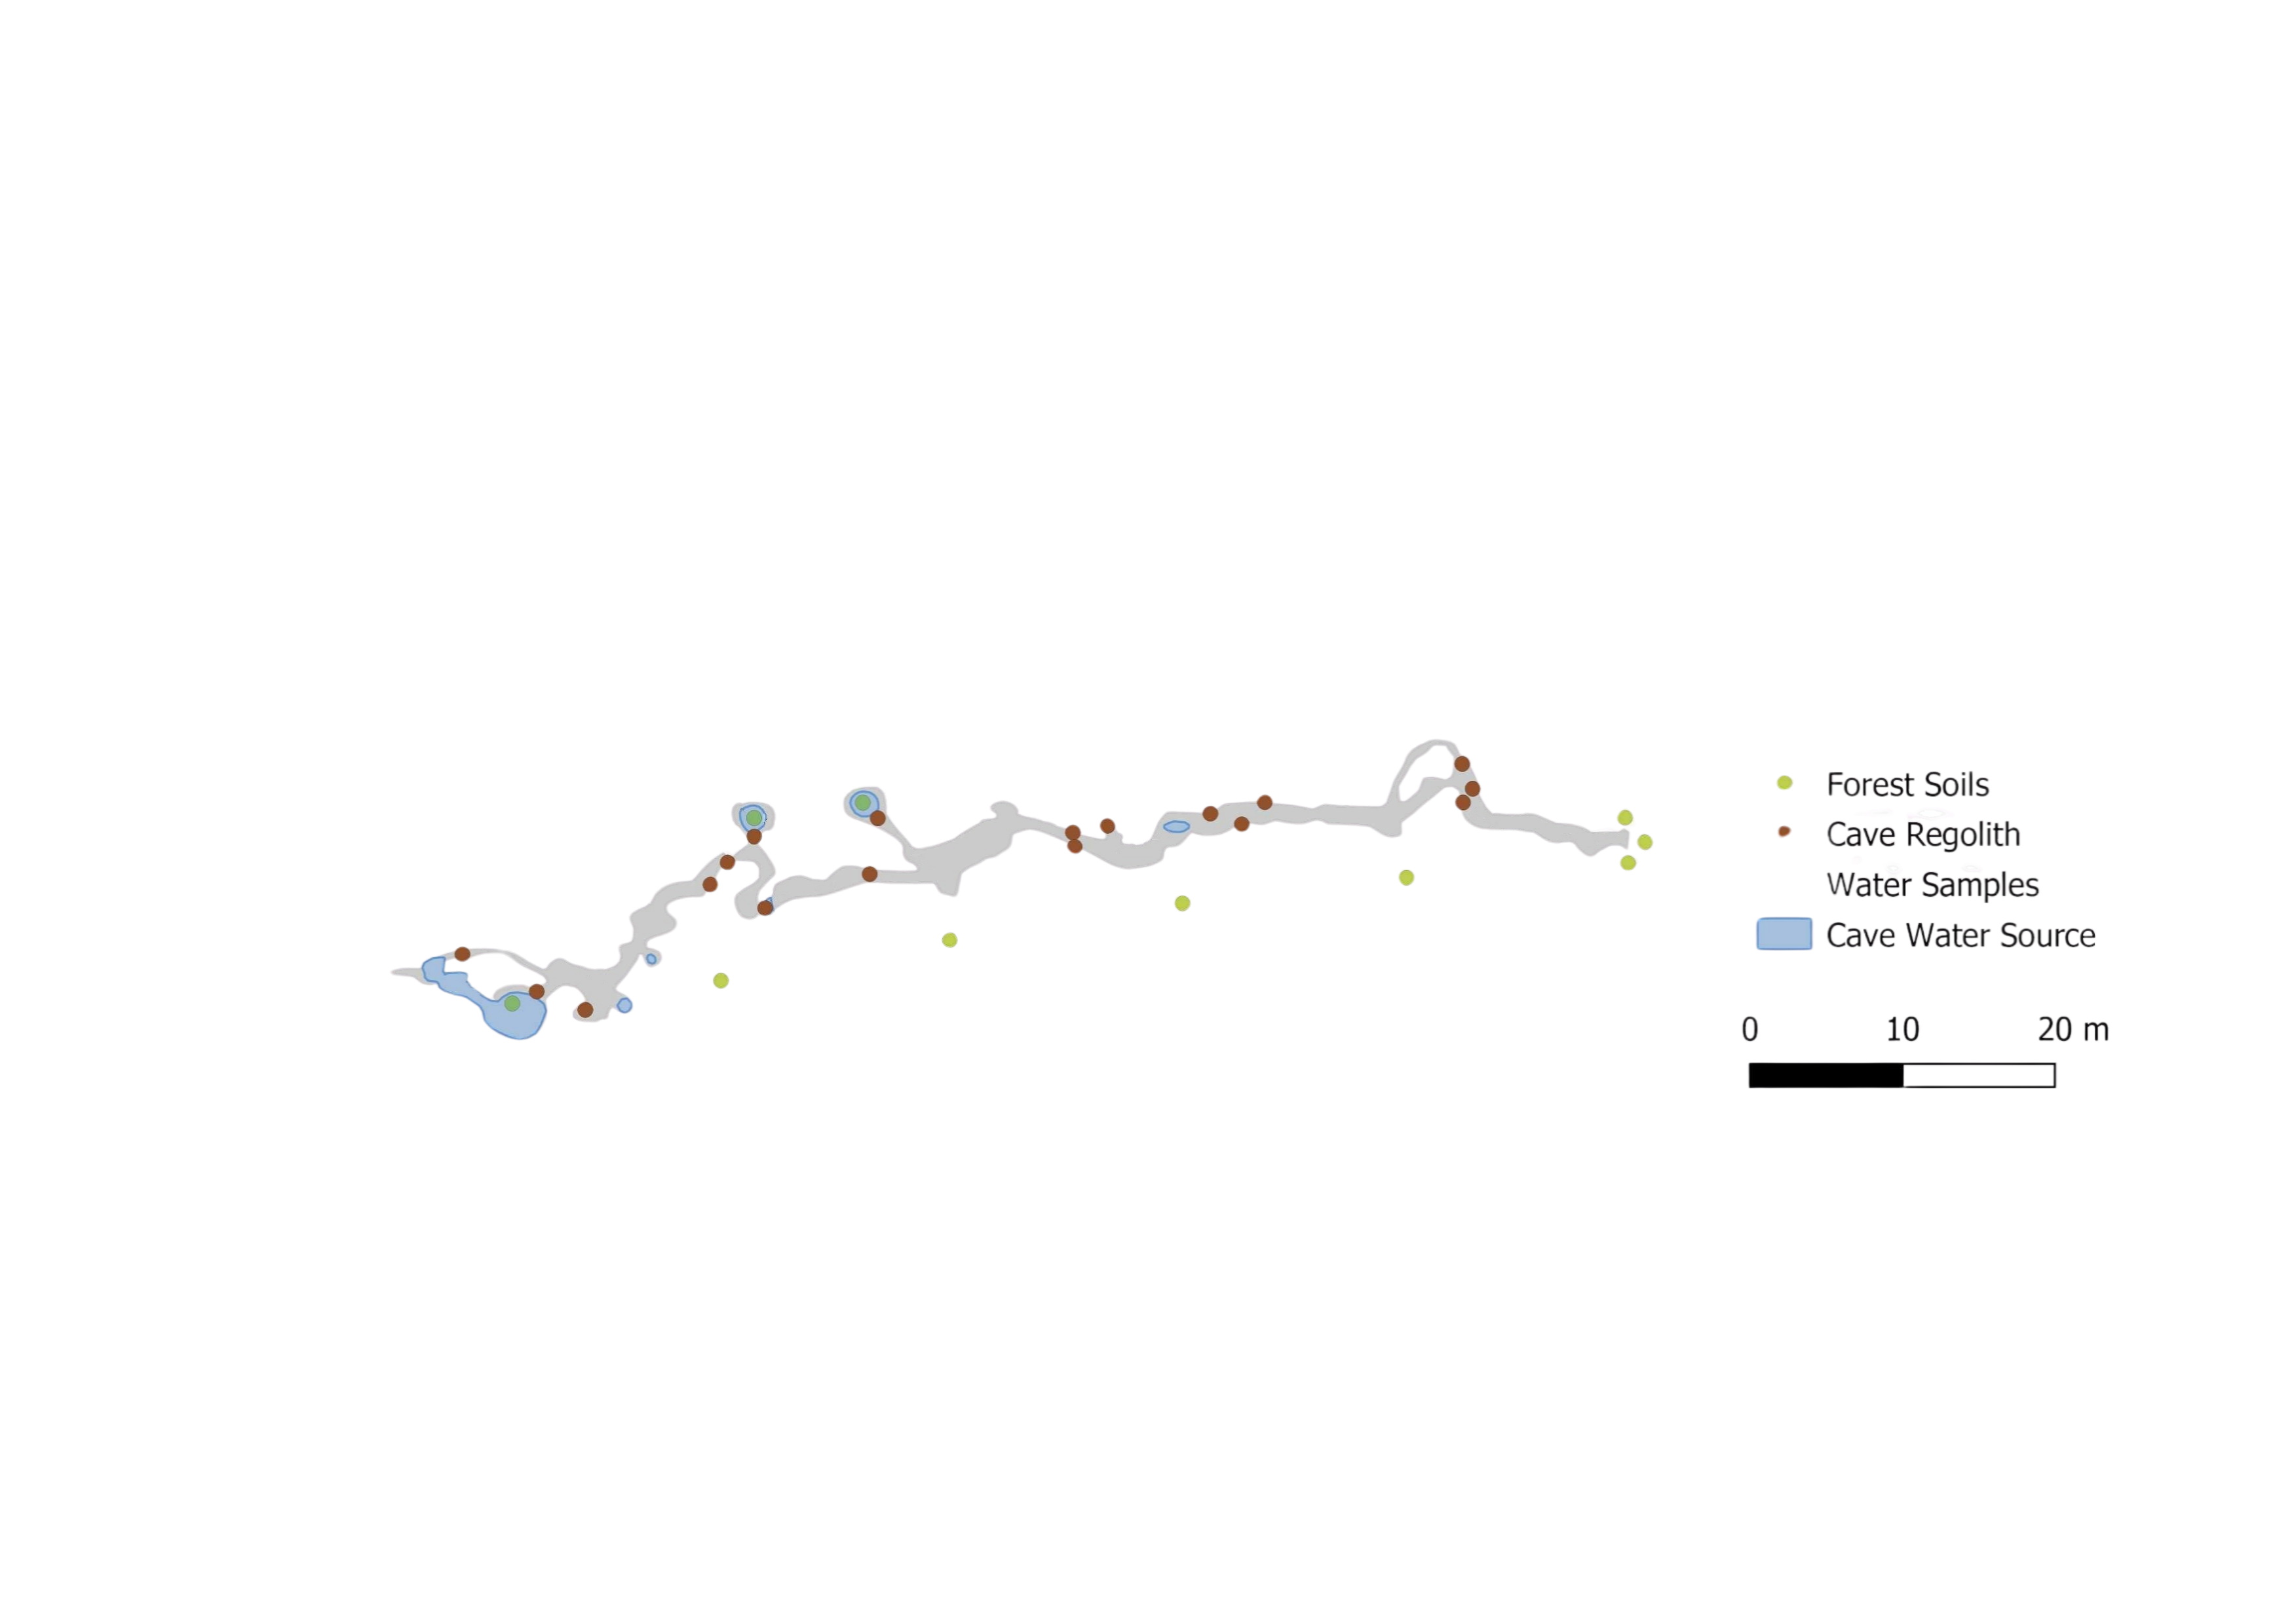 Forest Soils
Cave Regolith
Water Samples
Cave Water Source
0 10 20 m